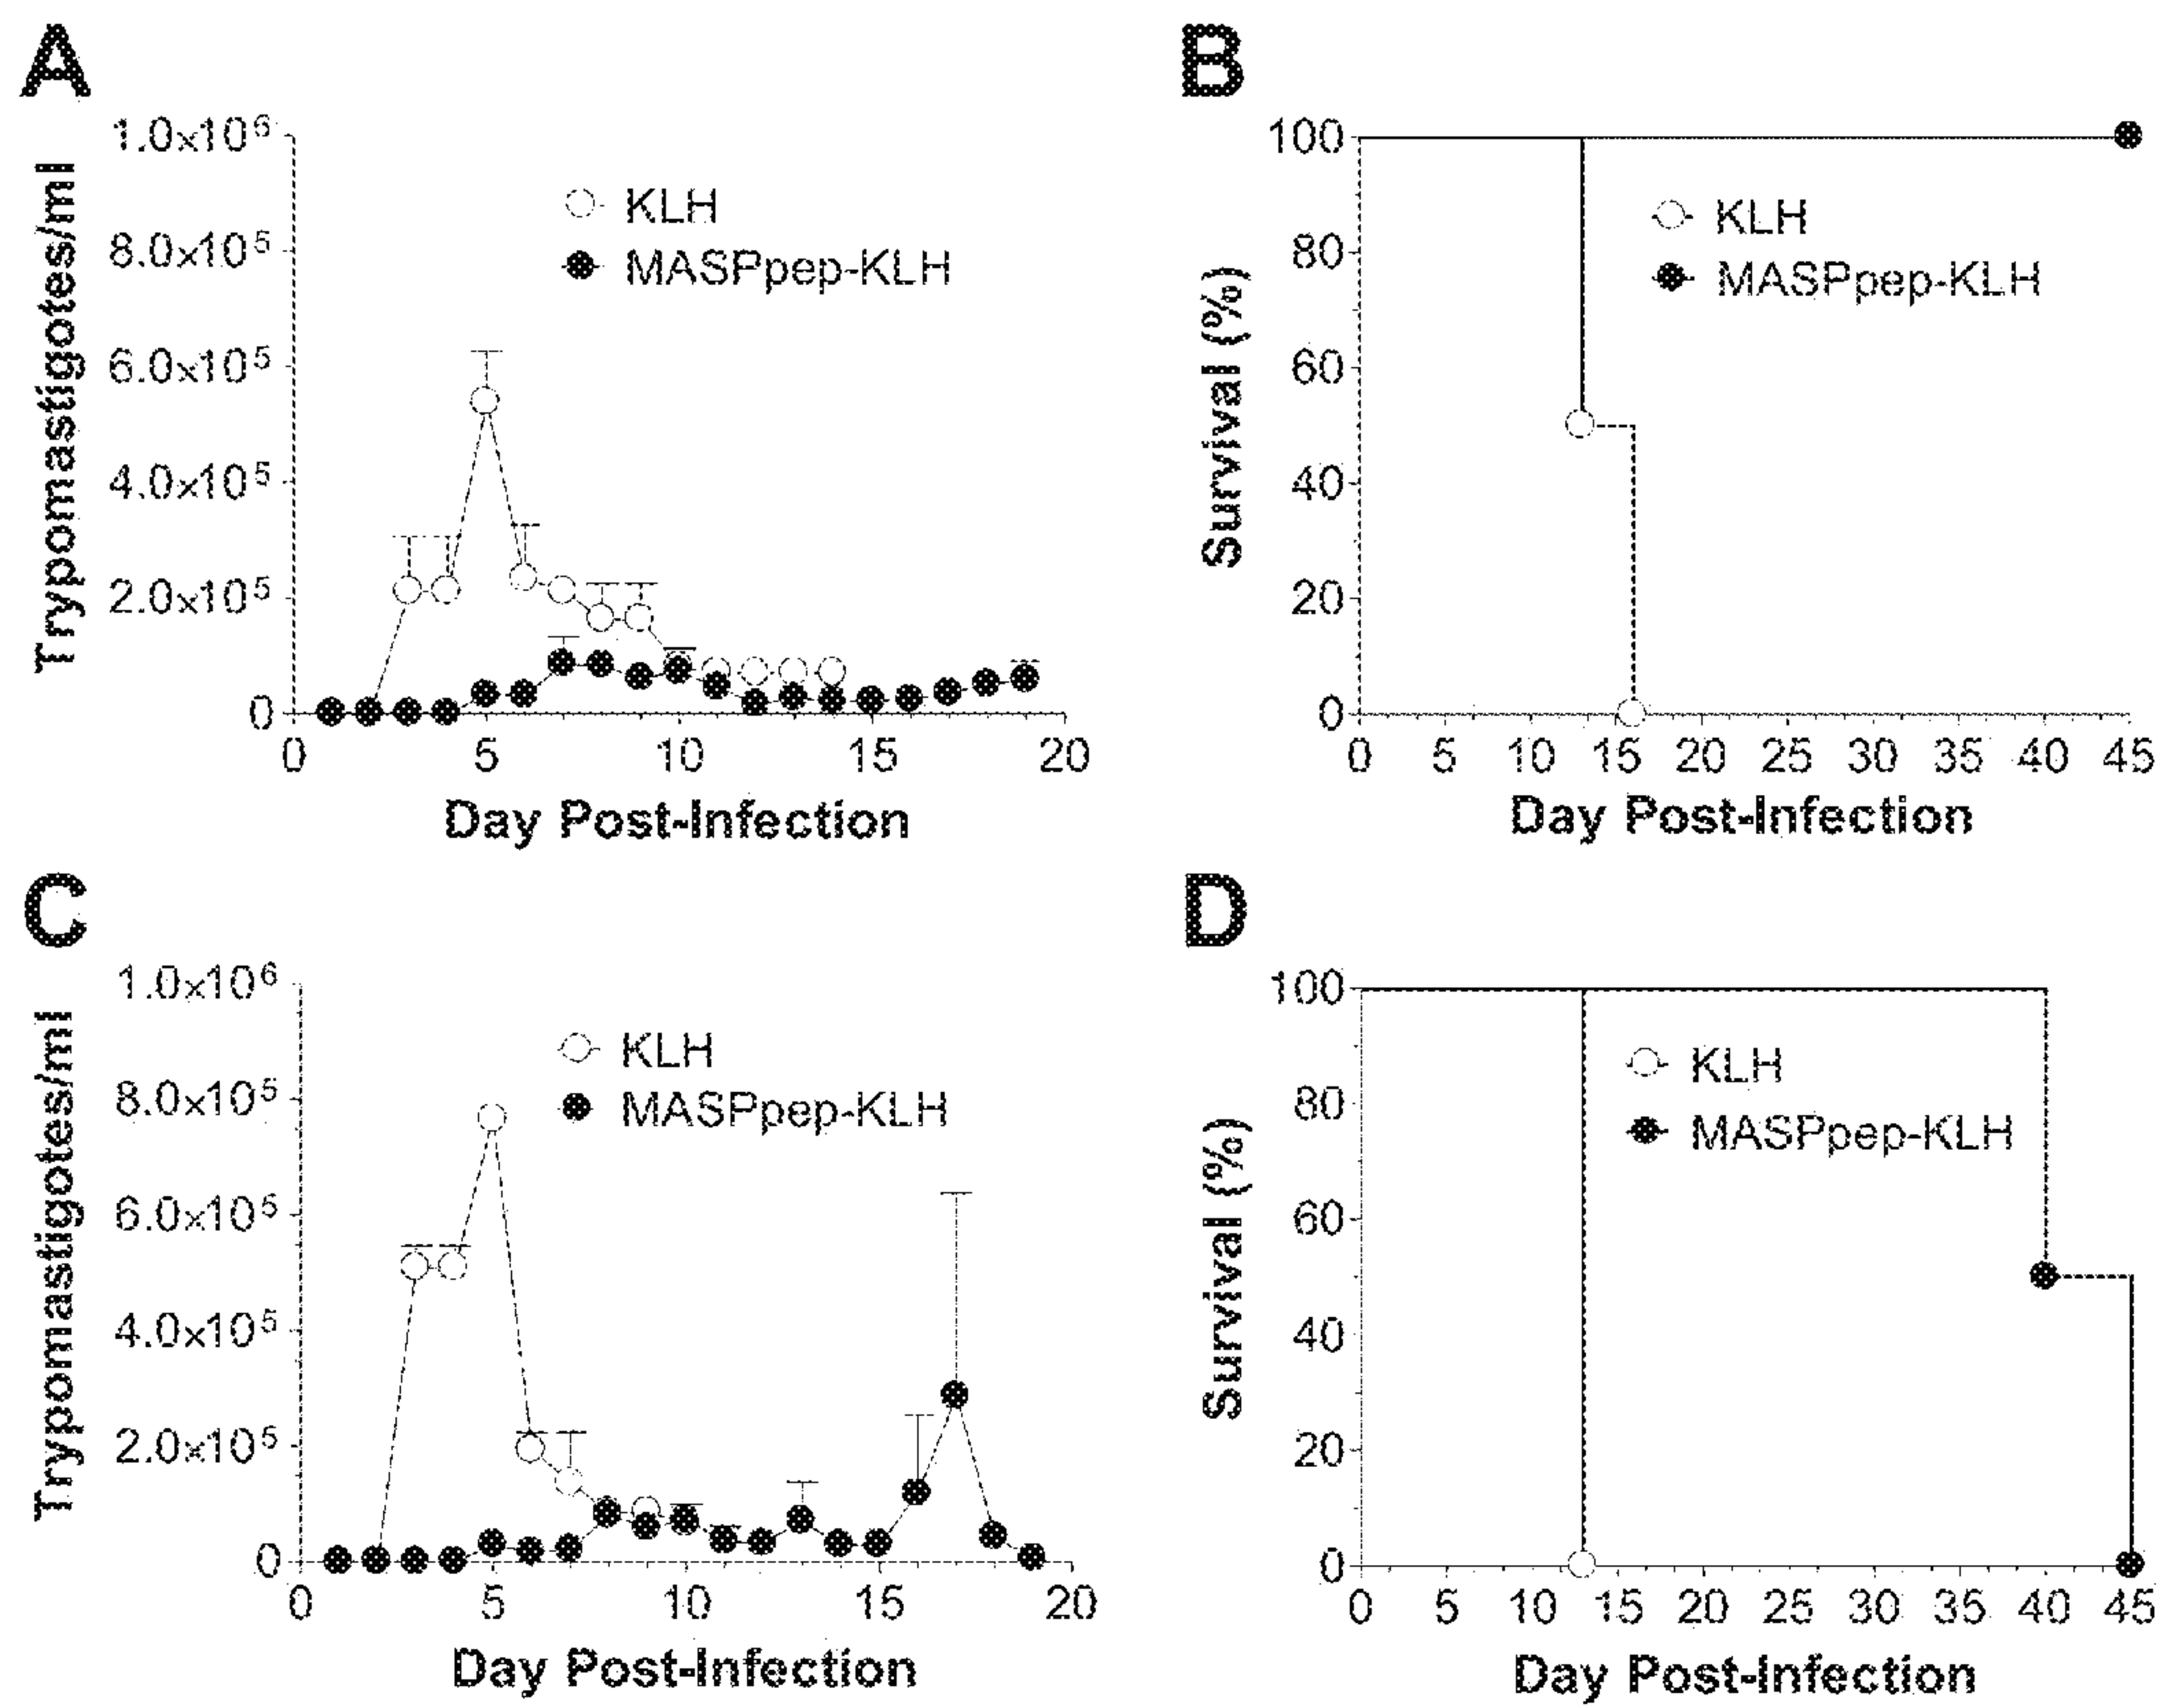 A
Trypomastigotes/ml
1.0x10⁶
8.0x10⁵
6.0x10⁵
4.0x10⁵
2.0x10⁵
0
KLH
MASPpep-KLH
0 5 10 15 20
Day Post-Infection
B
Survival (%)
100
80
60
40
20
0
KLH
MASPpep-KLH
0 5 10 15 20 25 30 35 40 45
Day Post-Infection
C
Trypomastigotes/ml
1.0x10⁶
8.0x10⁵
6.0x10⁵
4.0x10⁵
2.0x10⁵
0
KLH
MASPpep-KLH
0 5 10 15 20
Day Post-Infection
D
Survival (%)
100
80
60
40
20
0
KLH
MASPpep-KLH
0 5 10 15 20 25 30 35 40 45
Day Post-Infection